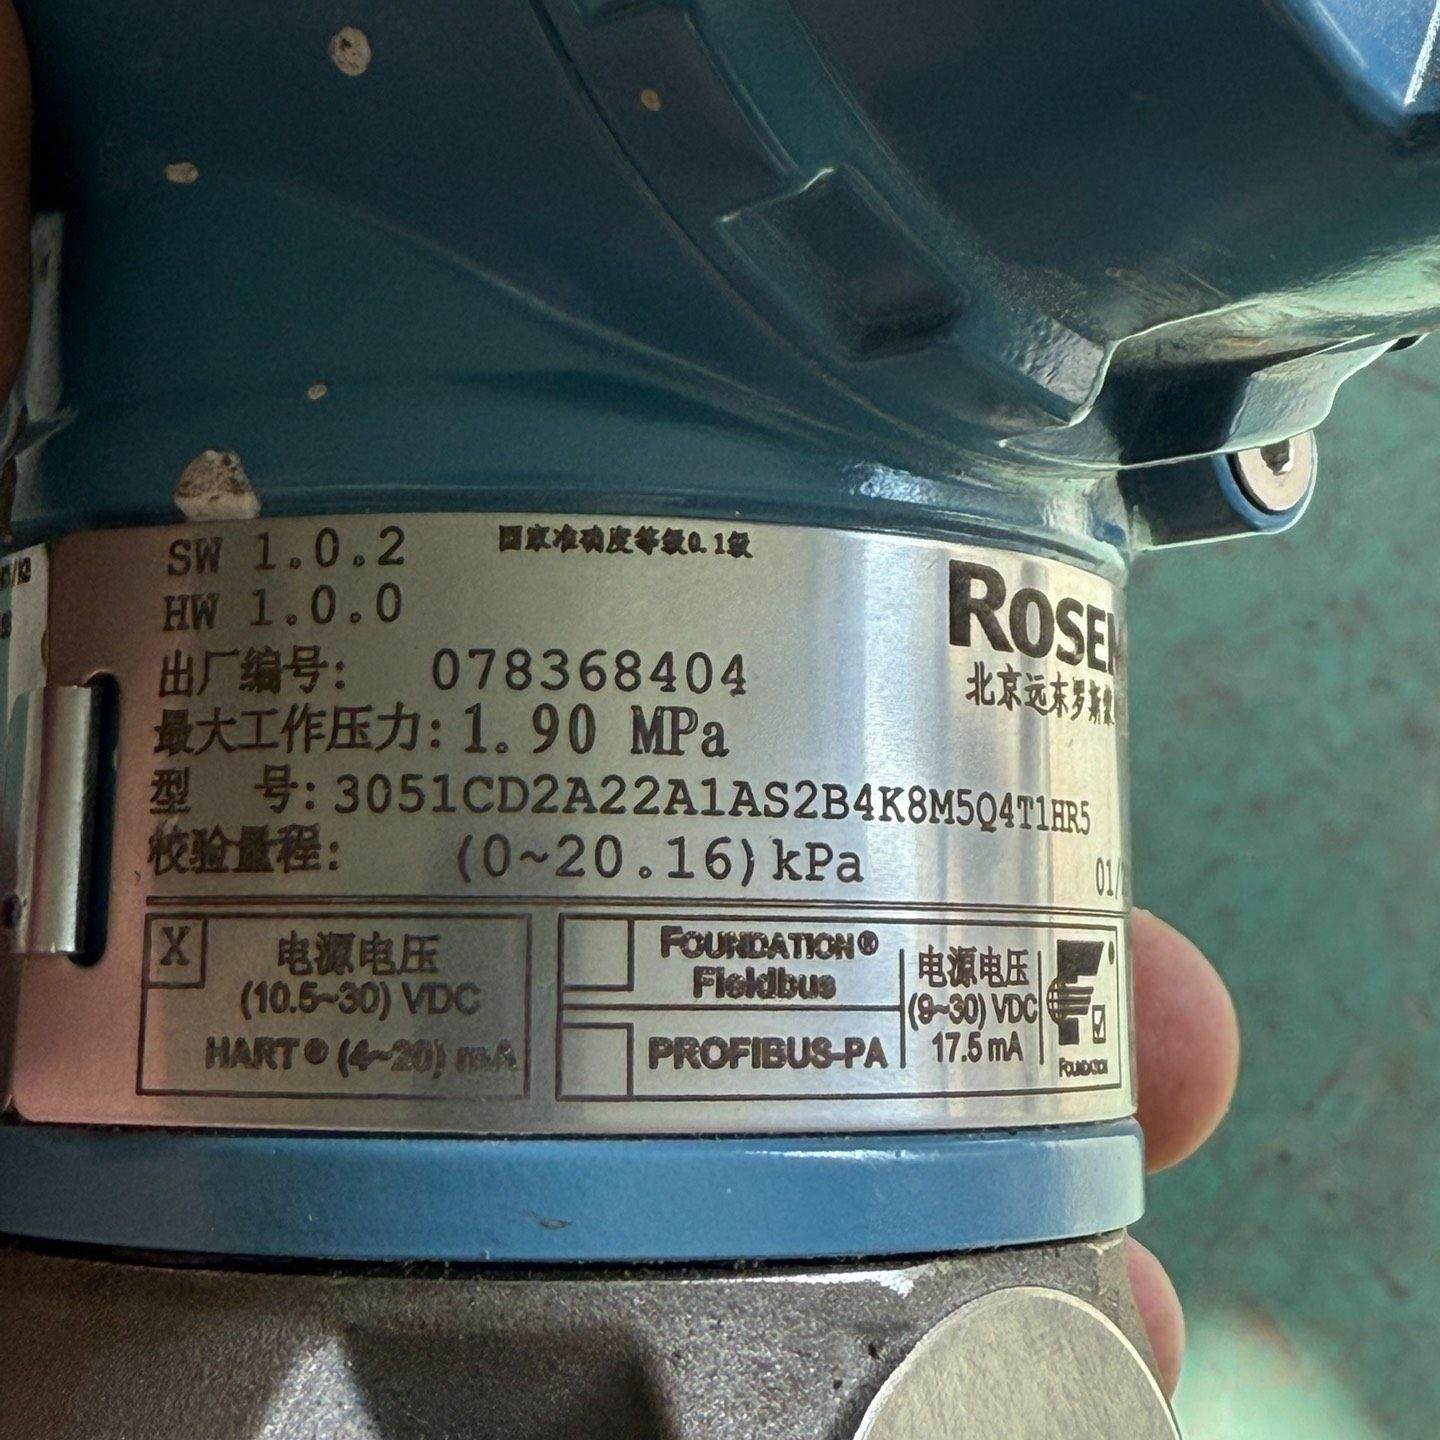 SW 1.0.2
国家准确度等级0.1级
HW 1.0.0
ROSEM
北京远东罗斯蒙
出厂编号: 078368404
最大工作压力: 1.90 MPa
型 号: 3051CD2A22A1AS2B4K8M5Q4T1HR5
校验量程: (0~20.16)kPa
01/
X
电源电压
(10.5~30) VDC
HART® (4~20) mA
FOUNDATION®
Fieldbus
PROFIBUS-PA
电源电压
(9~30) VDC
17.5 mA
FOUNDATION